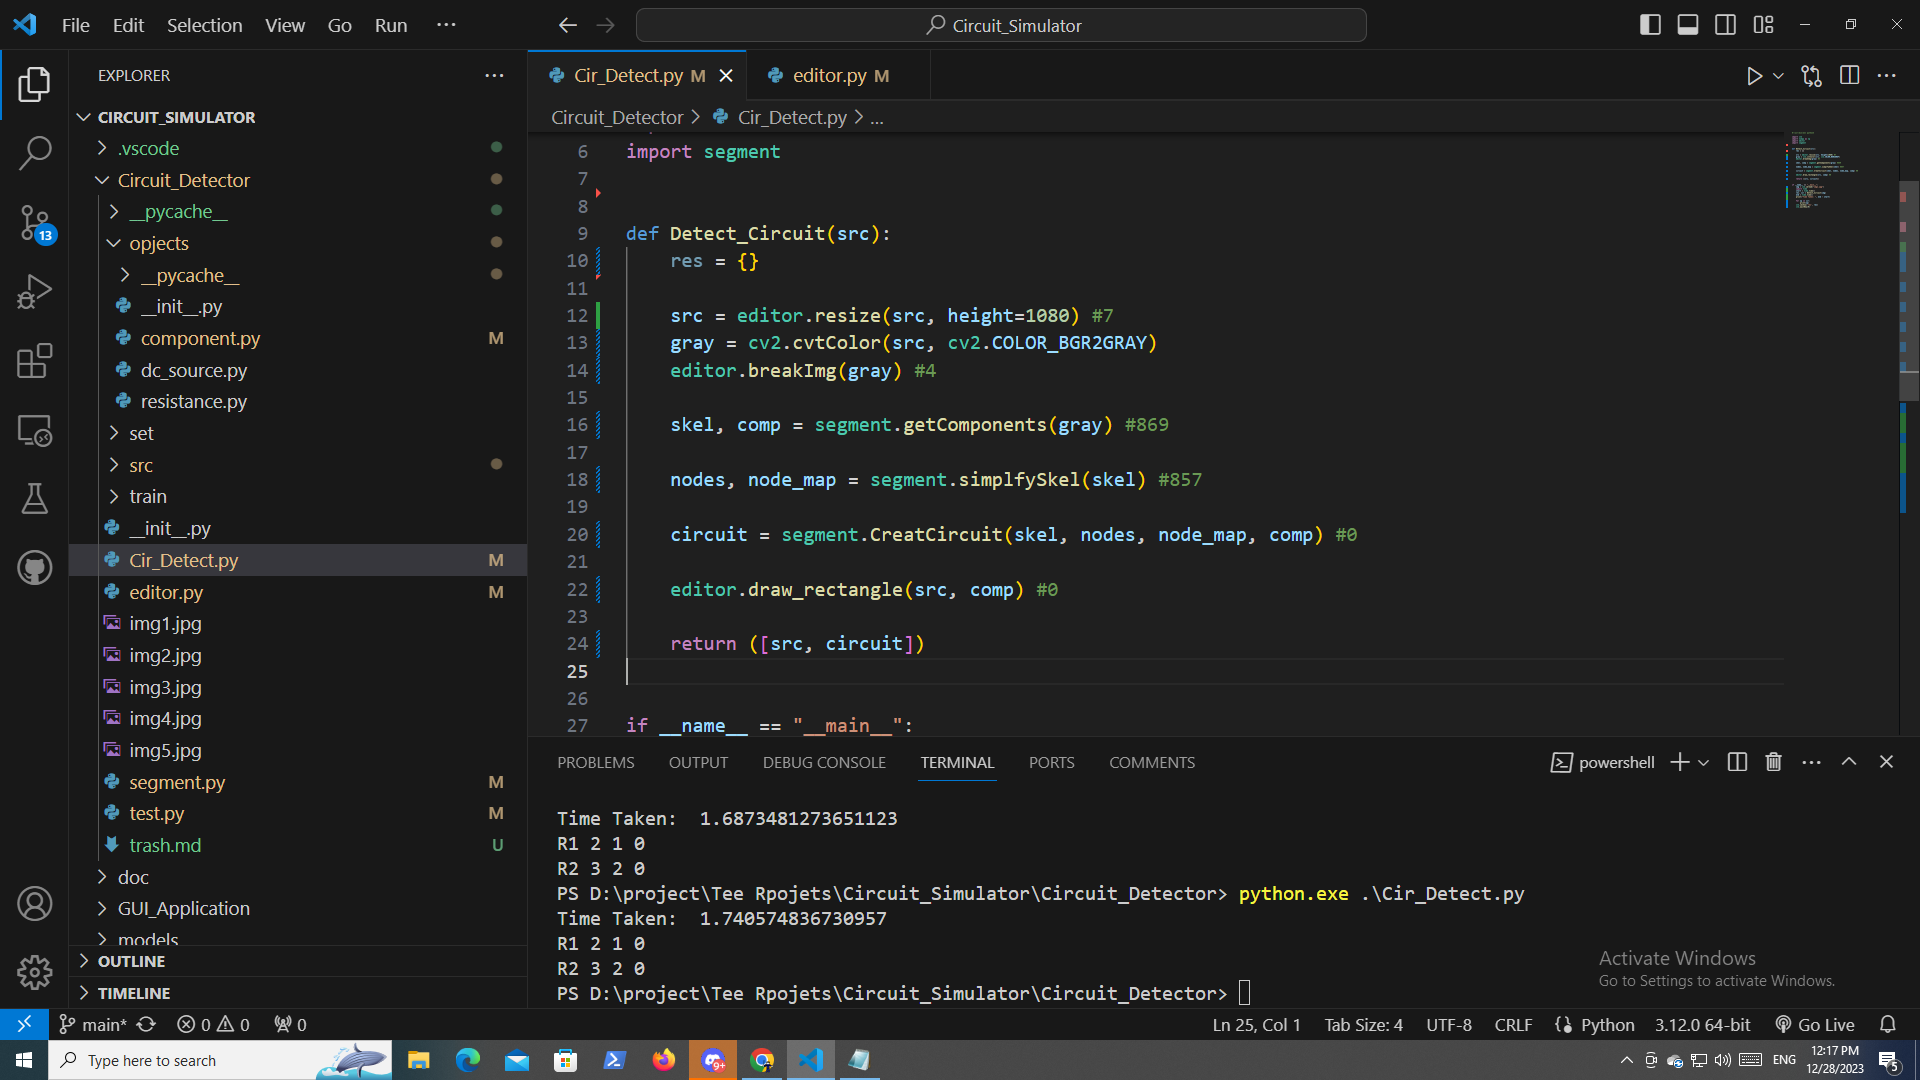 File Edit Selection View Go Run ···
Circuit_Simulator
EXPLORER
CIRCUIT_SIMULATOR
.vscode
Circuit_Detector
__pycache__
opjects
__pycache__
__init__.py
component.py M
dc_source.py
resistance.py
set
src
train
__init__.py
Cir_Detect.py M
editor.py M
img1.jpg
img2.jpg
img3.jpg
img4.jpg
img5.jpg
segment.py M
test.py M
trash.md U
doc
GUI_Application
models
OUTLINE
TIMELINE
13
Cir_Detect.py M
editor.py M
Circuit_Detector > Cir_Detect.py > ...
6 import segment
7
8
9 def Detect_Circuit(src):
10 res = {}
11
12 src = editor.resize(src, height=1080) #7
13 gray = cv2.cvtColor(src, cv2.COLOR_BGR2GRAY)
14 editor.breakImg(gray) #4
15
16 skel, comp = segment.getComponents(gray) #869
17
18 nodes, node_map = segment.simplfySkel(skel) #857
19
20 circuit = segment.CreatCircuit(skel, nodes, node_map, comp) #0
21
22 editor.draw_rectangle(src, comp) #0
23
24 return ([src, circuit])
25
26
27 if __name__ == "__main__":
PROBLEMS OUTPUT DEBUG CONSOLE TERMINAL PORTS COMMENTS
powershell
Time Taken:  1.6873481273651123
R1 2 1 0
R2 3 2 0
PS D:\project\Tee Rpojets\Circuit_Simulator\Circuit_Detector> python.exe .\Cir_Detect.py
Time Taken:  1.740574836730957
R1 2 1 0
R2 3 2 0
PS D:\project\Tee Rpojets\Circuit_Simulator\Circuit_Detector>
Activate Windows
Go to Settings to activate Windows.
main* 0 0 0
Ln 25, Col 1 Tab Size: 4 UTF-8 CRLF Python 3.12.0 64-bit Go Live
Type here to search
9+
ENG
12:17 PM
12/28/2023
5